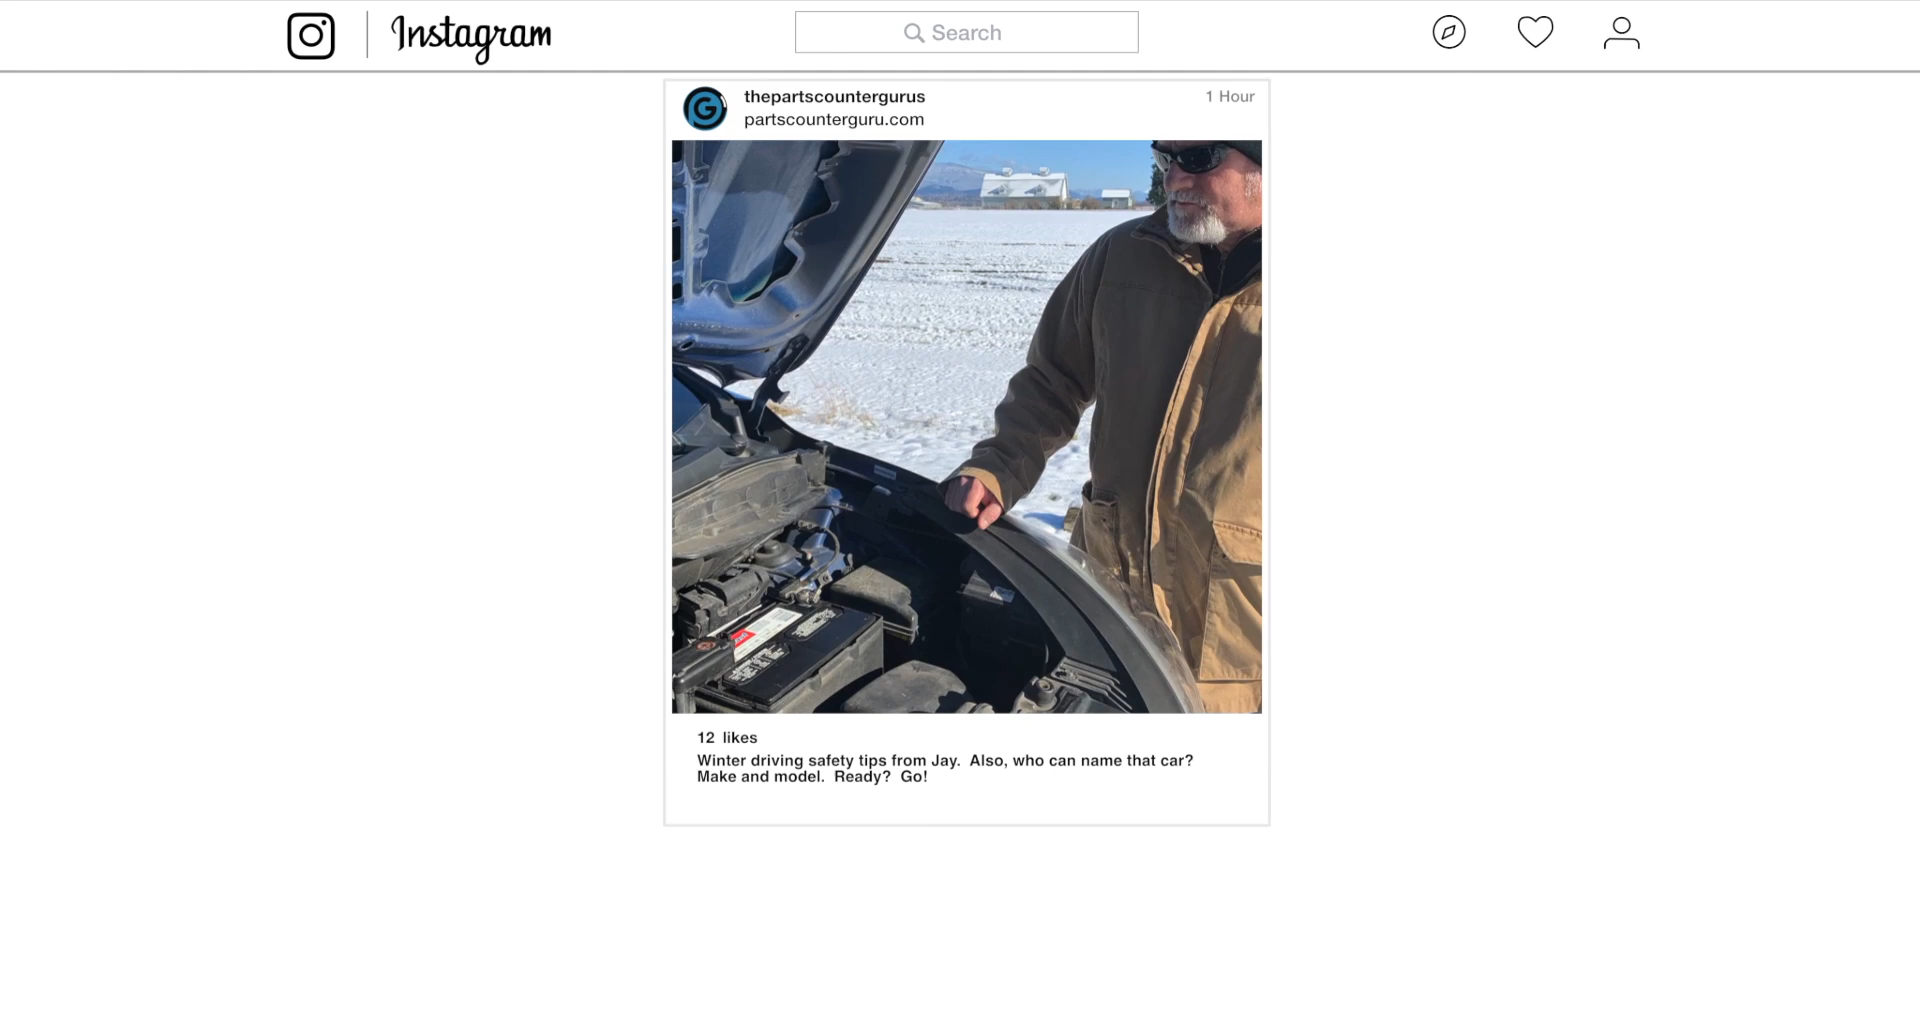 Instagram
Search
thepartscountergurus
1 Hour
partscounterguru.com
12 likes
Winter driving safety tips from Jay. Also, who can name that car?
Make and model. Ready? Go!